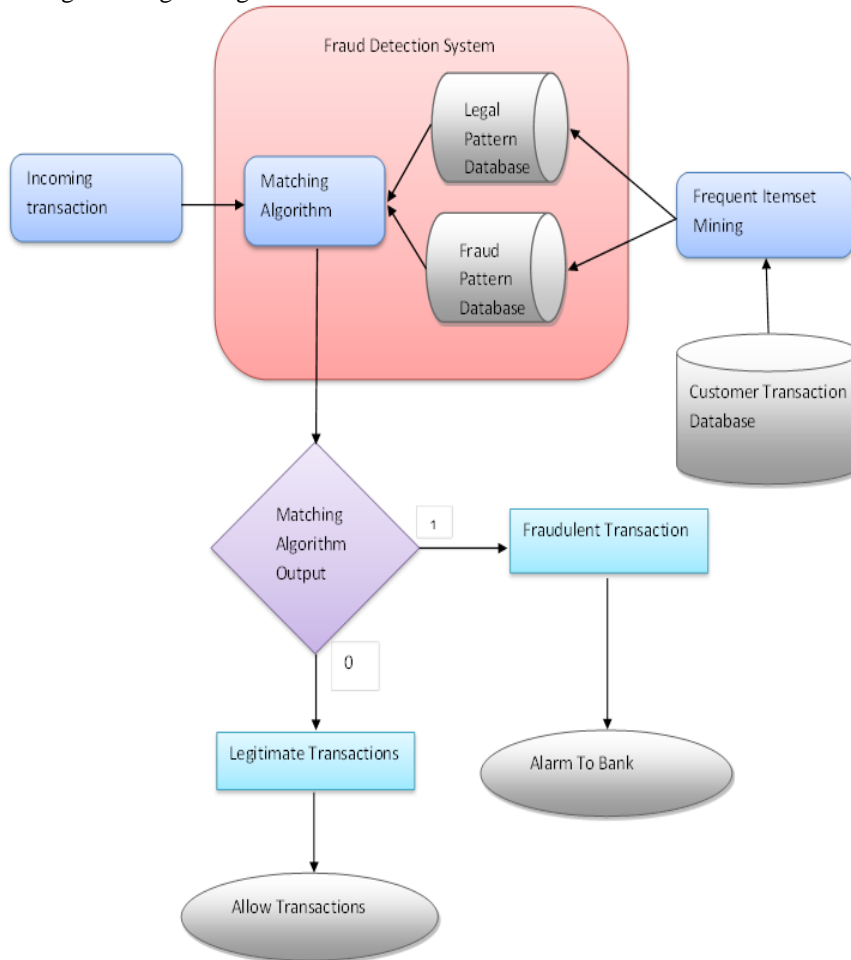 Fraud Detection System
Legal
Pattern
Database
Incoming
transaction
Matching
Algorithm
Frequent Itemset
Mining
Fraud
Pattern
Database
Customer Transaction
Database
Matching
Algorithm
Output
1
Fraudulent Transaction
0
Legitimate Transactions
Alarm To Bank
Allow Transactions